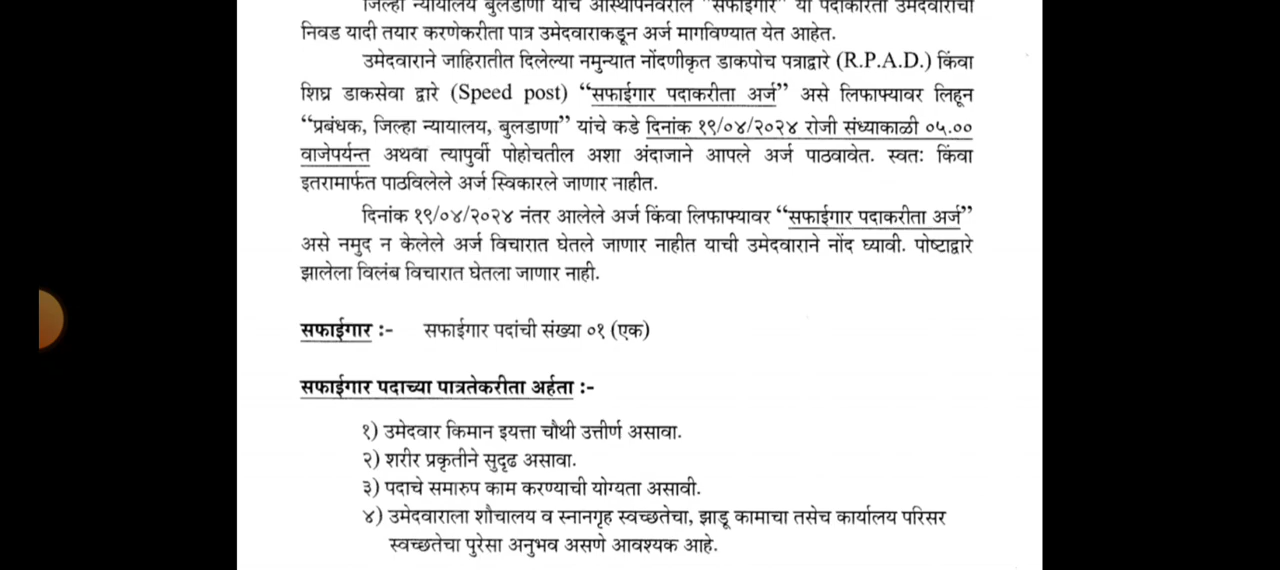 जिल्हा न्यायालय बुलडाणा यांचे आस्थापनेवरील “सफाईगार” या पदाकरिता उमेदवारांची
निवड यादी तयार करणेकरीता पात्र उमेदवाराकडून अर्ज मागविण्यात येत आहेत.
उमेदवाराने जाहिरातीत दिलेल्या नमुन्यात नोंदणीकृत डाकपोच पत्राद्वारे (R.P.A.D.) किंवा
शिघ्र डाकसेवा द्वारे (Speed post) “सफाईगार पदाकरीता अर्ज” असे लिफाफ्यावर लिहून
“प्रबंधक, जिल्हा न्यायालय, बुलडाणा” यांचे कडे दिनांक १९/०४/२०२४ रोजी संध्याकाळी ०५.००
वाजेपर्यन्त अथवा त्यापुर्वी पोहोचतील अशा अंदाजाने आपले अर्ज पाठवावेत. स्वतः किंवा
इतरामार्फत पाठविलेले अर्ज स्विकारले जाणार नाहीत.
दिनांक १९/०४/२०२४ नंतर आलेले अर्ज किंवा लिफाफ्यावर “सफाईगार पदाकरीता अर्ज”
असे नमुद न केलेले अर्ज विचारात घेतले जाणार नाहीत याची उमेदवाराने नोंद घ्यावी. पोष्टाद्वारे
झालेला विलंब विचारात घेतला जाणार नाही.
सफाईगार :- सफाईगार पदांची संख्या ०१ (एक)
सफाईगार पदाच्या पात्रतेकरीता अर्हता :-
१) उमेदवार किमान इयत्ता चौथी उत्तीर्ण असावा.
२) शरीर प्रकृतीने सुदृढ असावा.
३) पदाचे समारुप काम करण्याची योग्यता असावी.
४) उमेदवाराला शौचालय व स्नानगृह स्वच्छतेचा, झाडू कामाचा तसेच कार्यालय परिसर
स्वच्छतेचा पुरेसा अनुभव असणे आवश्यक आहे.